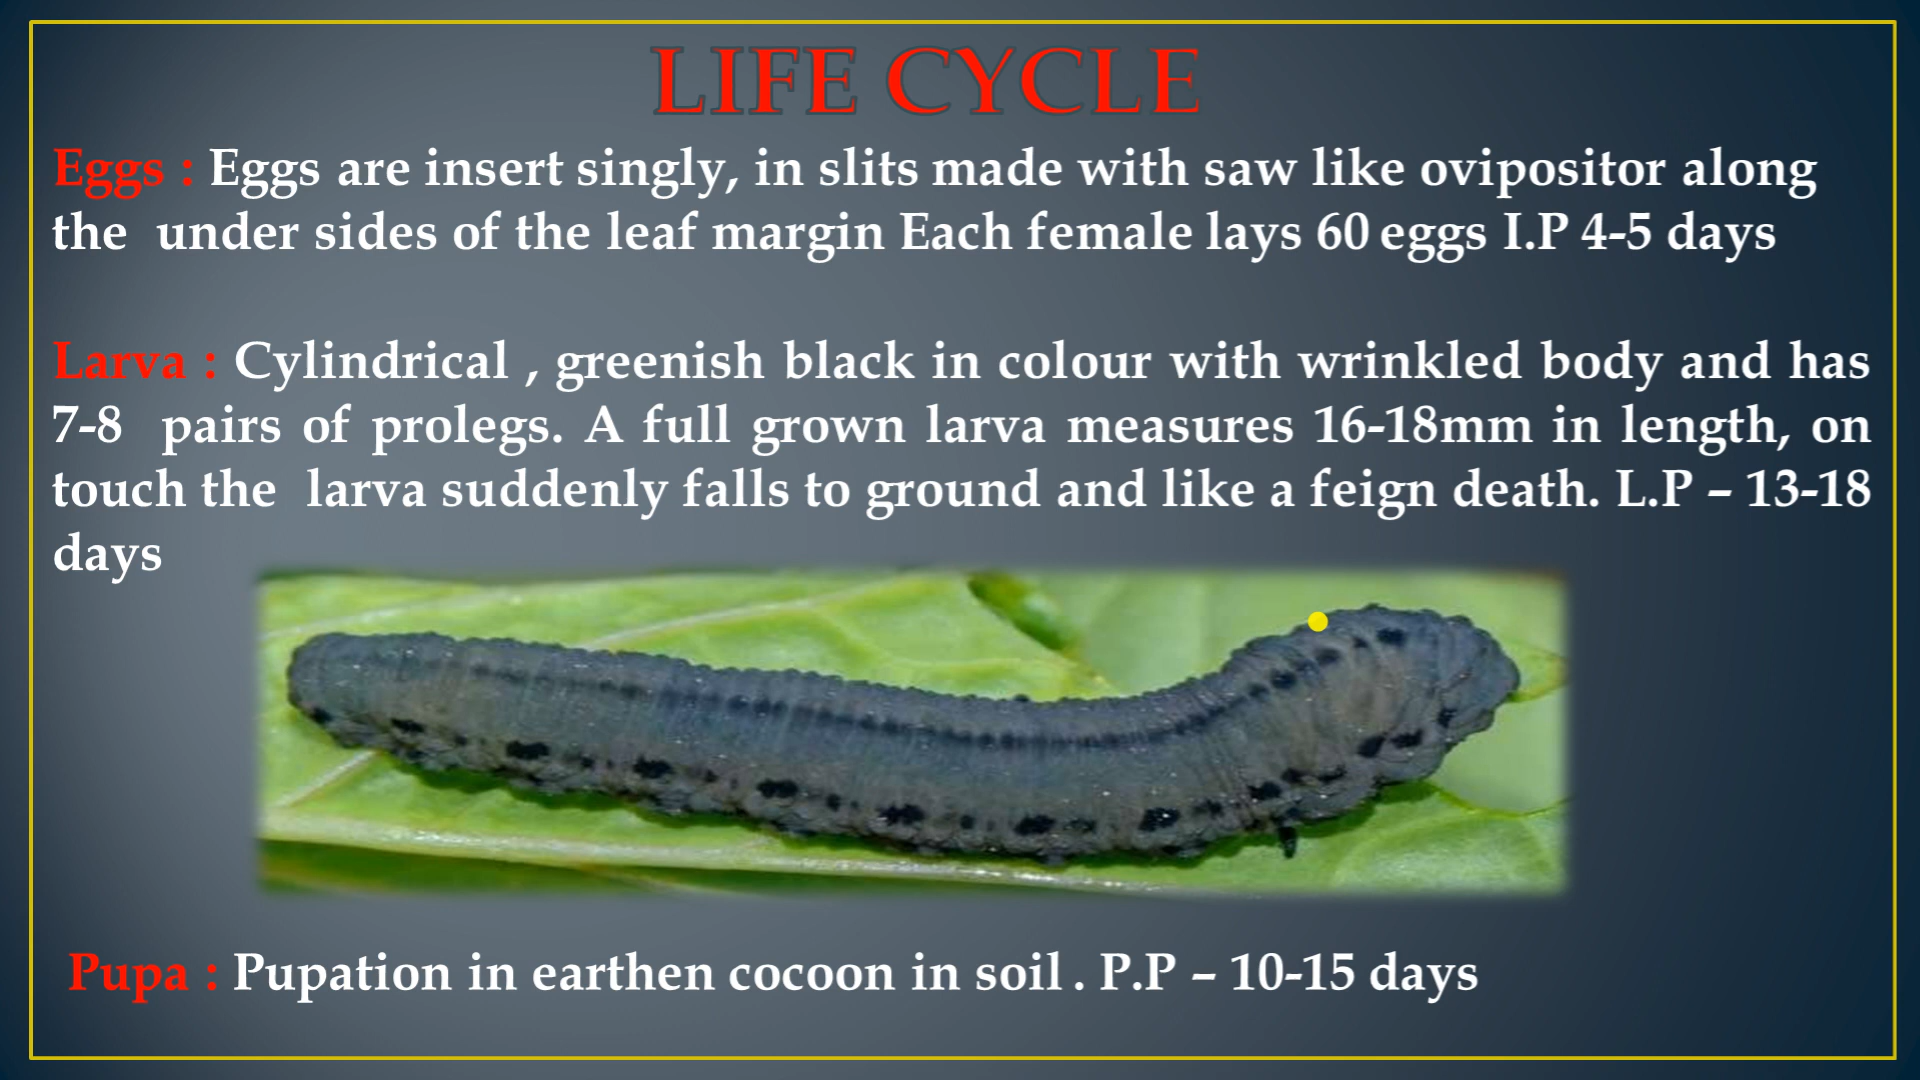 LIFE CYCLE
Eggs : Eggs are insert singly, in slits made with saw like ovipositor along
the under sides of the leaf margin Each female lays 60 eggs I.P 4-5 days
Larva : Cylindrical , greenish black in colour with wrinkled body and has
7-8 pairs of prolegs. A full grown larva measures 16-18mm in length, on
touch the larva suddenly falls to ground and like a feign death. L.P – 13-18
days
Pupa : Pupation in earthen cocoon in soil . P.P – 10-15 days